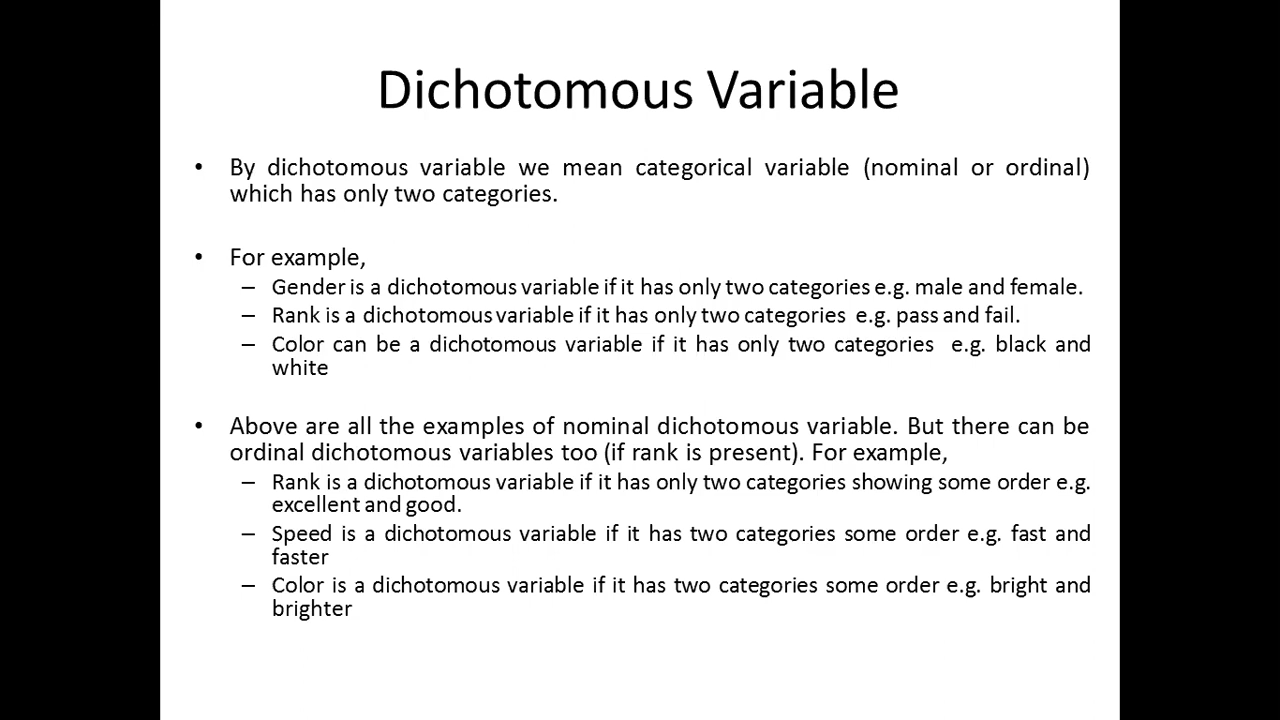 Dichotomous Variable
• By dichotomous variable we mean categorical variable (nominal or ordinal)
which has only two categories.
• For example,
– Gender is a dichotomous variable if it has only two categories e.g. male and female.
– Rank is a dichotomous variable if it has only two categories e.g. pass and fail.
– Color can be a dichotomous variable if it has only two categories e.g. black and
white
• Above are all the examples of nominal dichotomous variable. But there can be
ordinal dichotomous variables too (if rank is present). For example,
– Rank is a dichotomous variable if it has only two categories showing some order e.g.
excellent and good.
– Speed is a dichotomous variable if it has two categories some order e.g. fast and
faster
– Color is a dichotomous variable if it has two categories some order e.g. bright and
brighter